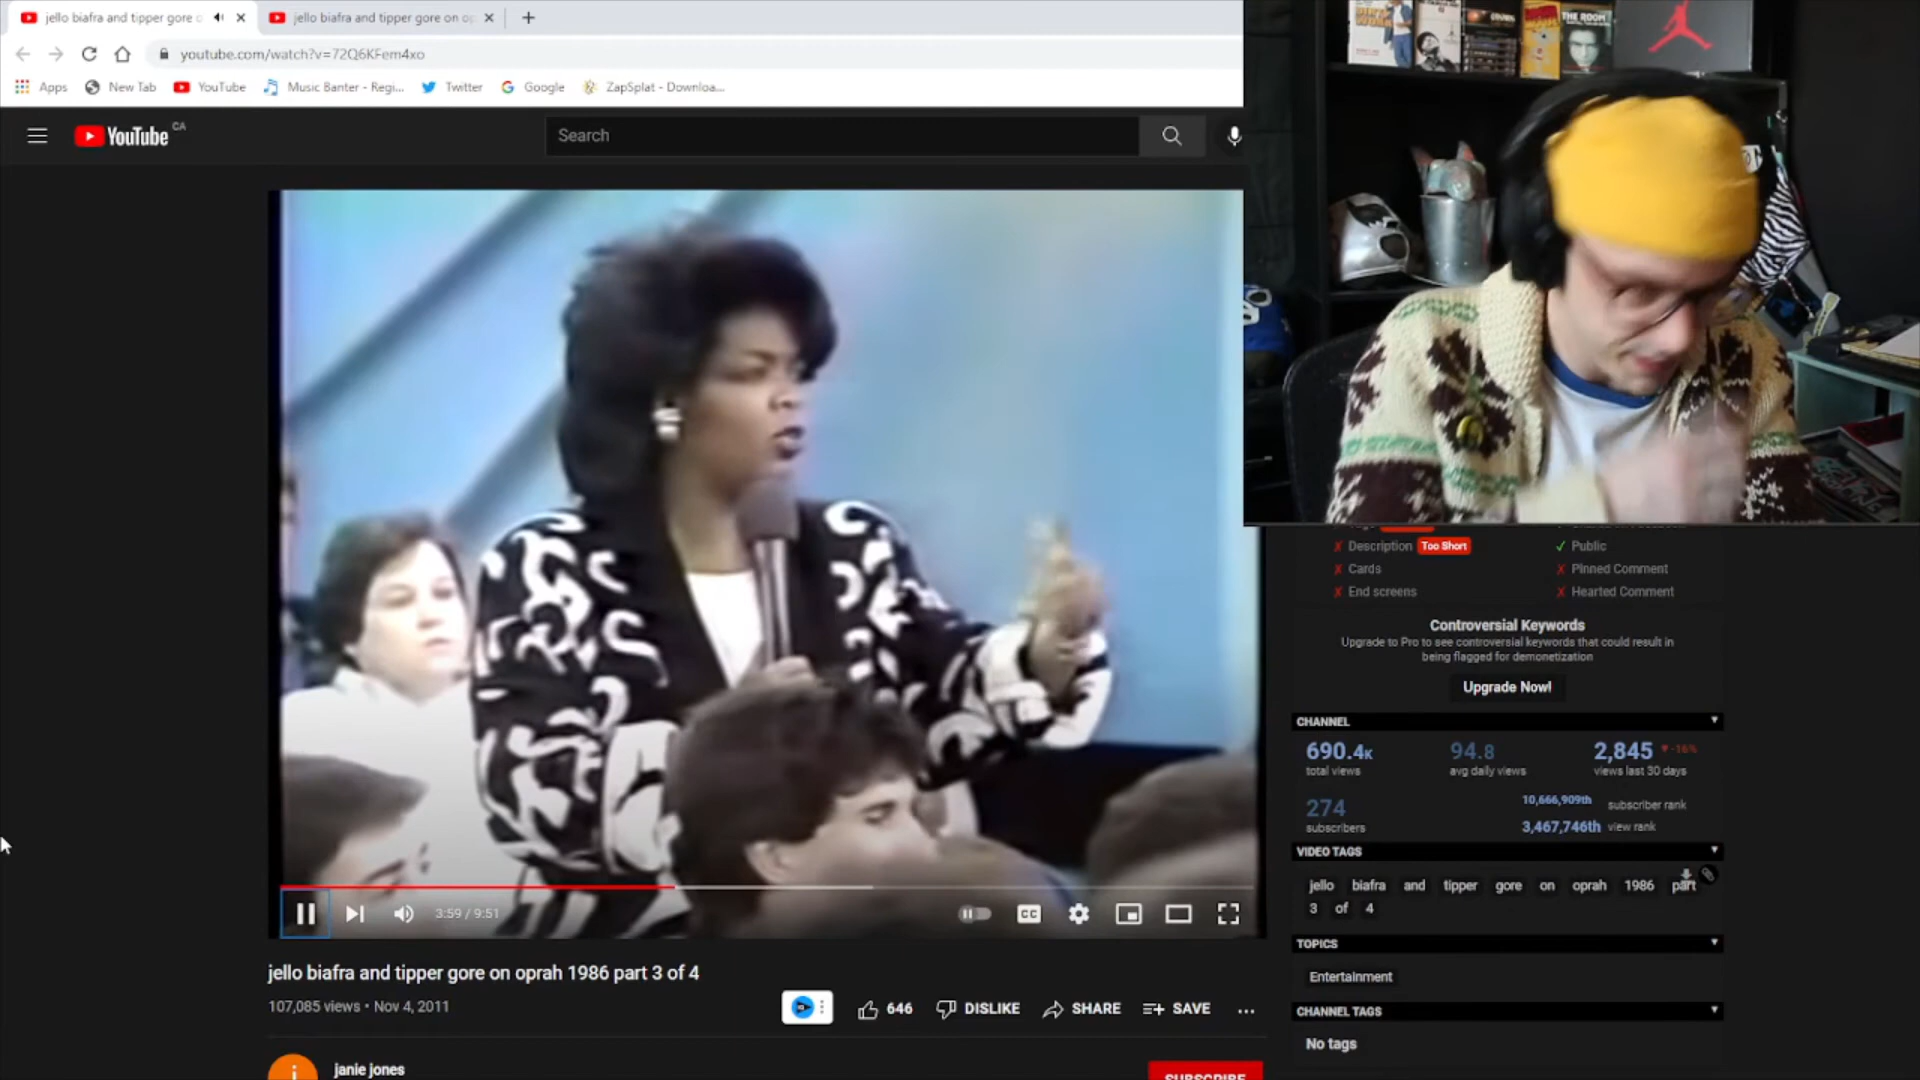 jello biafra and tipper gore o
jello biafra and tipper gore on op
youtube.com/watch?v=72Q6KFem4xo
Apps
New Tab
YouTube
Music Banter - Regi...
Twitter
Google
ZapSplat - Downloa...
YouTube CA
Search
THE ROOM
Description Too Short
Public
Cards
Pinned Comment
End screens
Hearted Comment
Controversial Keywords
Upgrade to Pro to see controversial keywords that could result in
being flagged for demonetization
Upgrade Now!
CHANNEL
690.4k
94.8
2,845 -16%
total views
avg daily views
views last 30 days
274
subscribers
10,666,909th subscriber rank
3,467,746th view rank
VIDEO TAGS
jello biafra and tipper gore on oprah 1986 part
3 of 4
TOPICS
Entertainment
CHANNEL TAGS
No tags
3:59 / 9:51
CC
jello biafra and tipper gore on oprah 1986 part 3 of 4
107,085 views • Nov 4, 2011
646
DISLIKE
SHARE
SAVE
j
janie jones
SUBSCRIBE